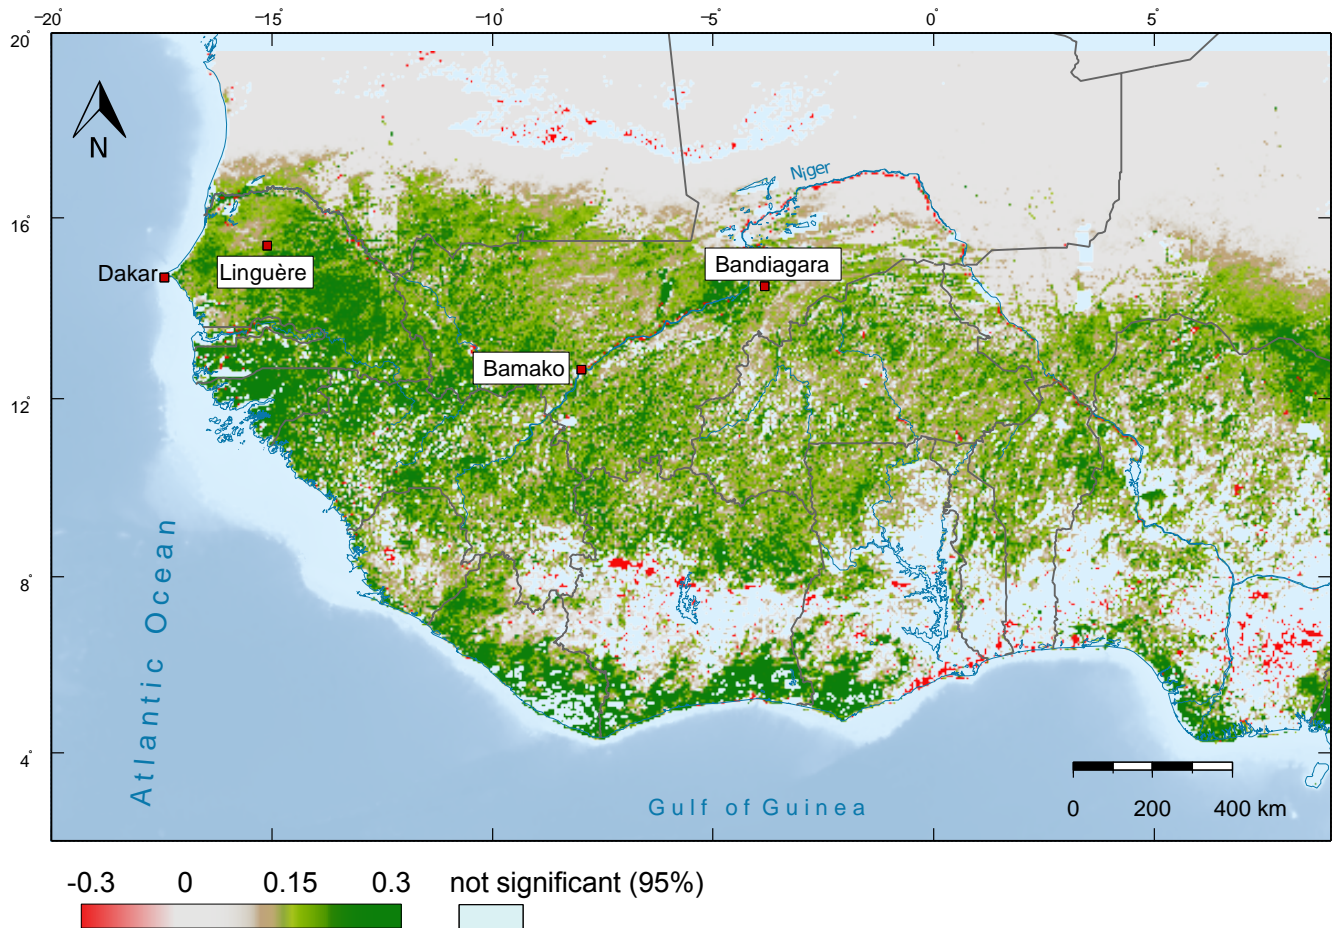 −20° −15° −10° −5° 0° 5°
20°
N
Niger
16°
Dakar
Linguère
Bandiagara
Bamako
12°
8°
Atlantic Ocean
4°
Gulf of Guinea
0 200 400 km
-0.3 0 0.15 0.3 not significant (95%)